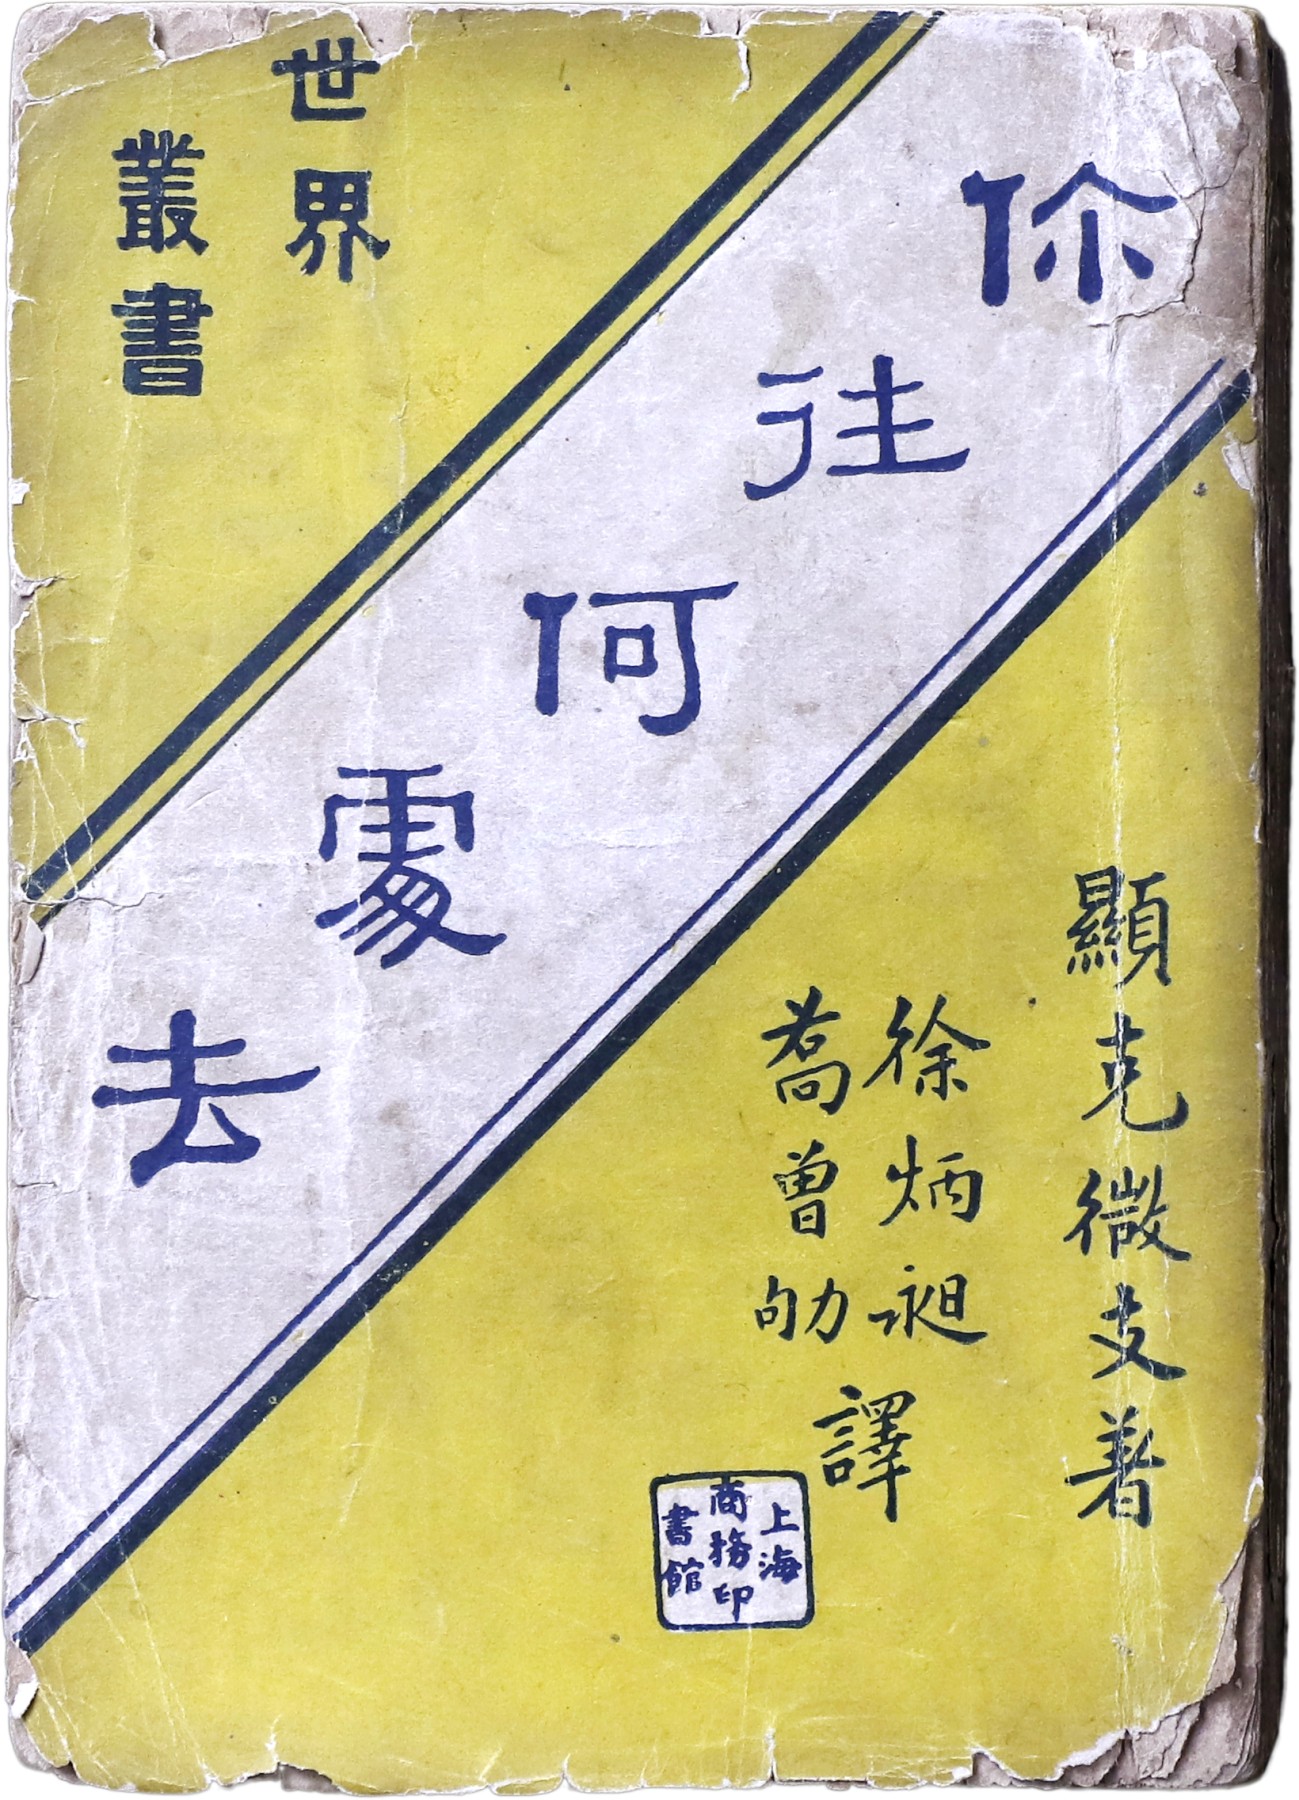 世界
叢書
你往何處去
顯克微支著
徐炳昶
喬曾劬
譯
上海
商務印
書館